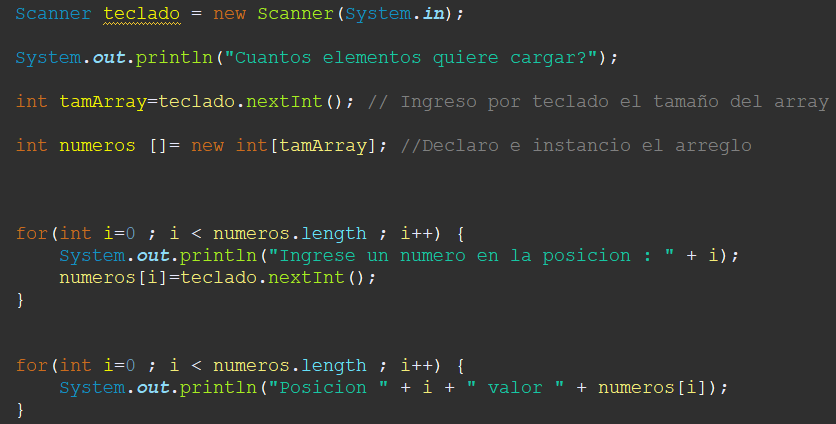 Scanner teclado = new Scanner(System.in);
System.out.println("Cuantos elementos quiere cargar?");
int tamArray=teclado.nextInt(); // Ingreso por teclado el tamaño del array
int numeros []= new int[tamArray]; //Declaro e instancio el arreglo
for(int i=0 ; i < numeros.length ; i++) {
System.out.println("Ingrese un numero en la posicion : " + i);
numeros[i]=teclado.nextInt();
}
for(int i=0 ; i < numeros.length ; i++) {
System.out.println("Posicion " + i + " valor " + numeros[i]);
}